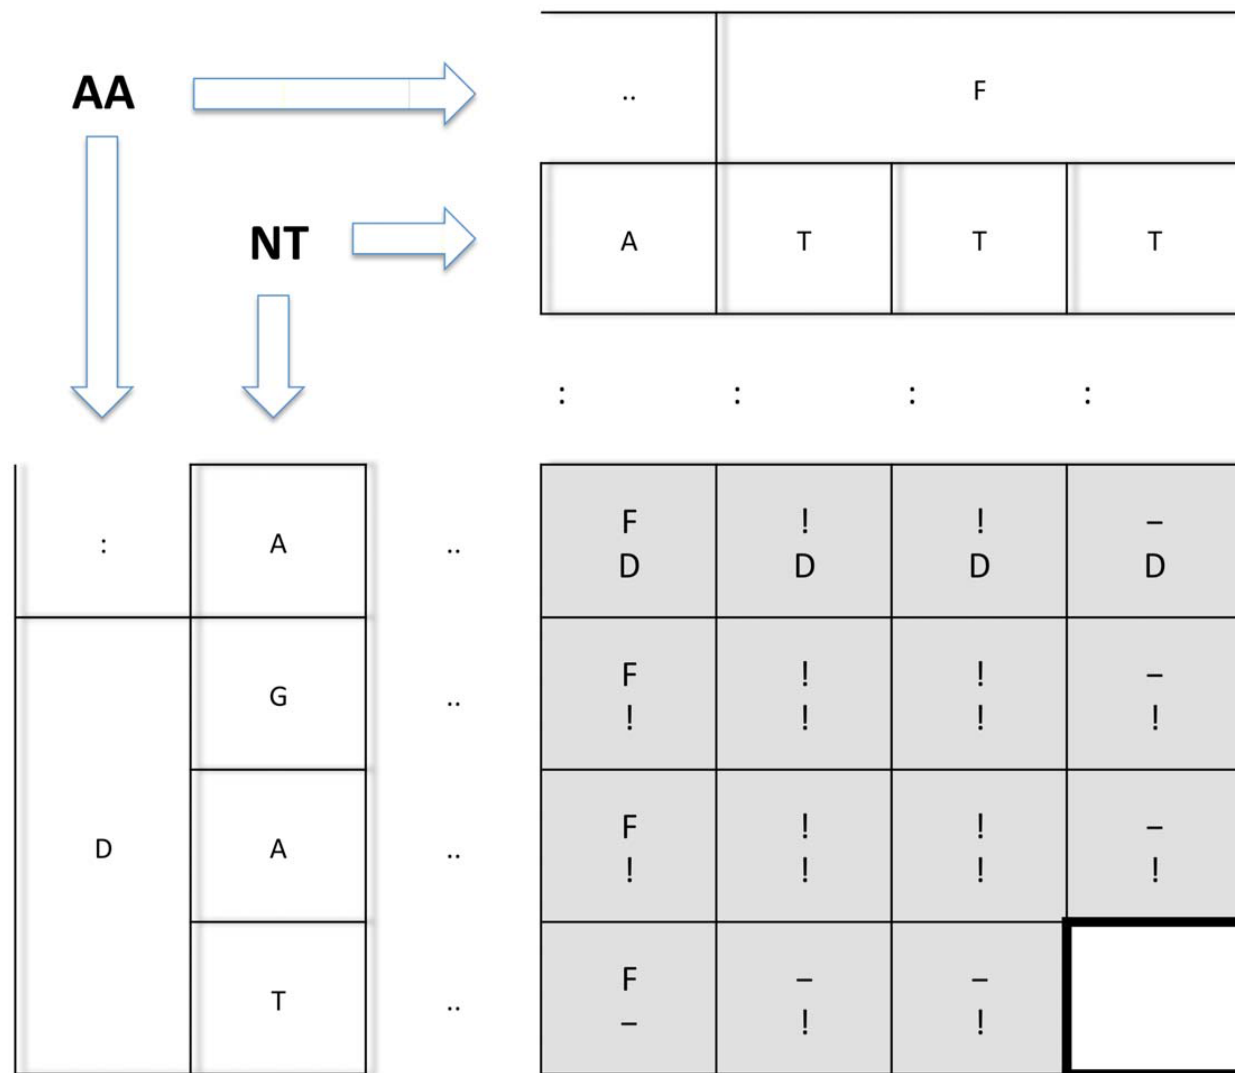 AA .. F
NT A T T T
: : : :
: A .. F ! ! –
D D D D
G .. F ! ! –
! ! ! !
D A .. F ! ! –
! ! ! !
T .. F – –
– ! !